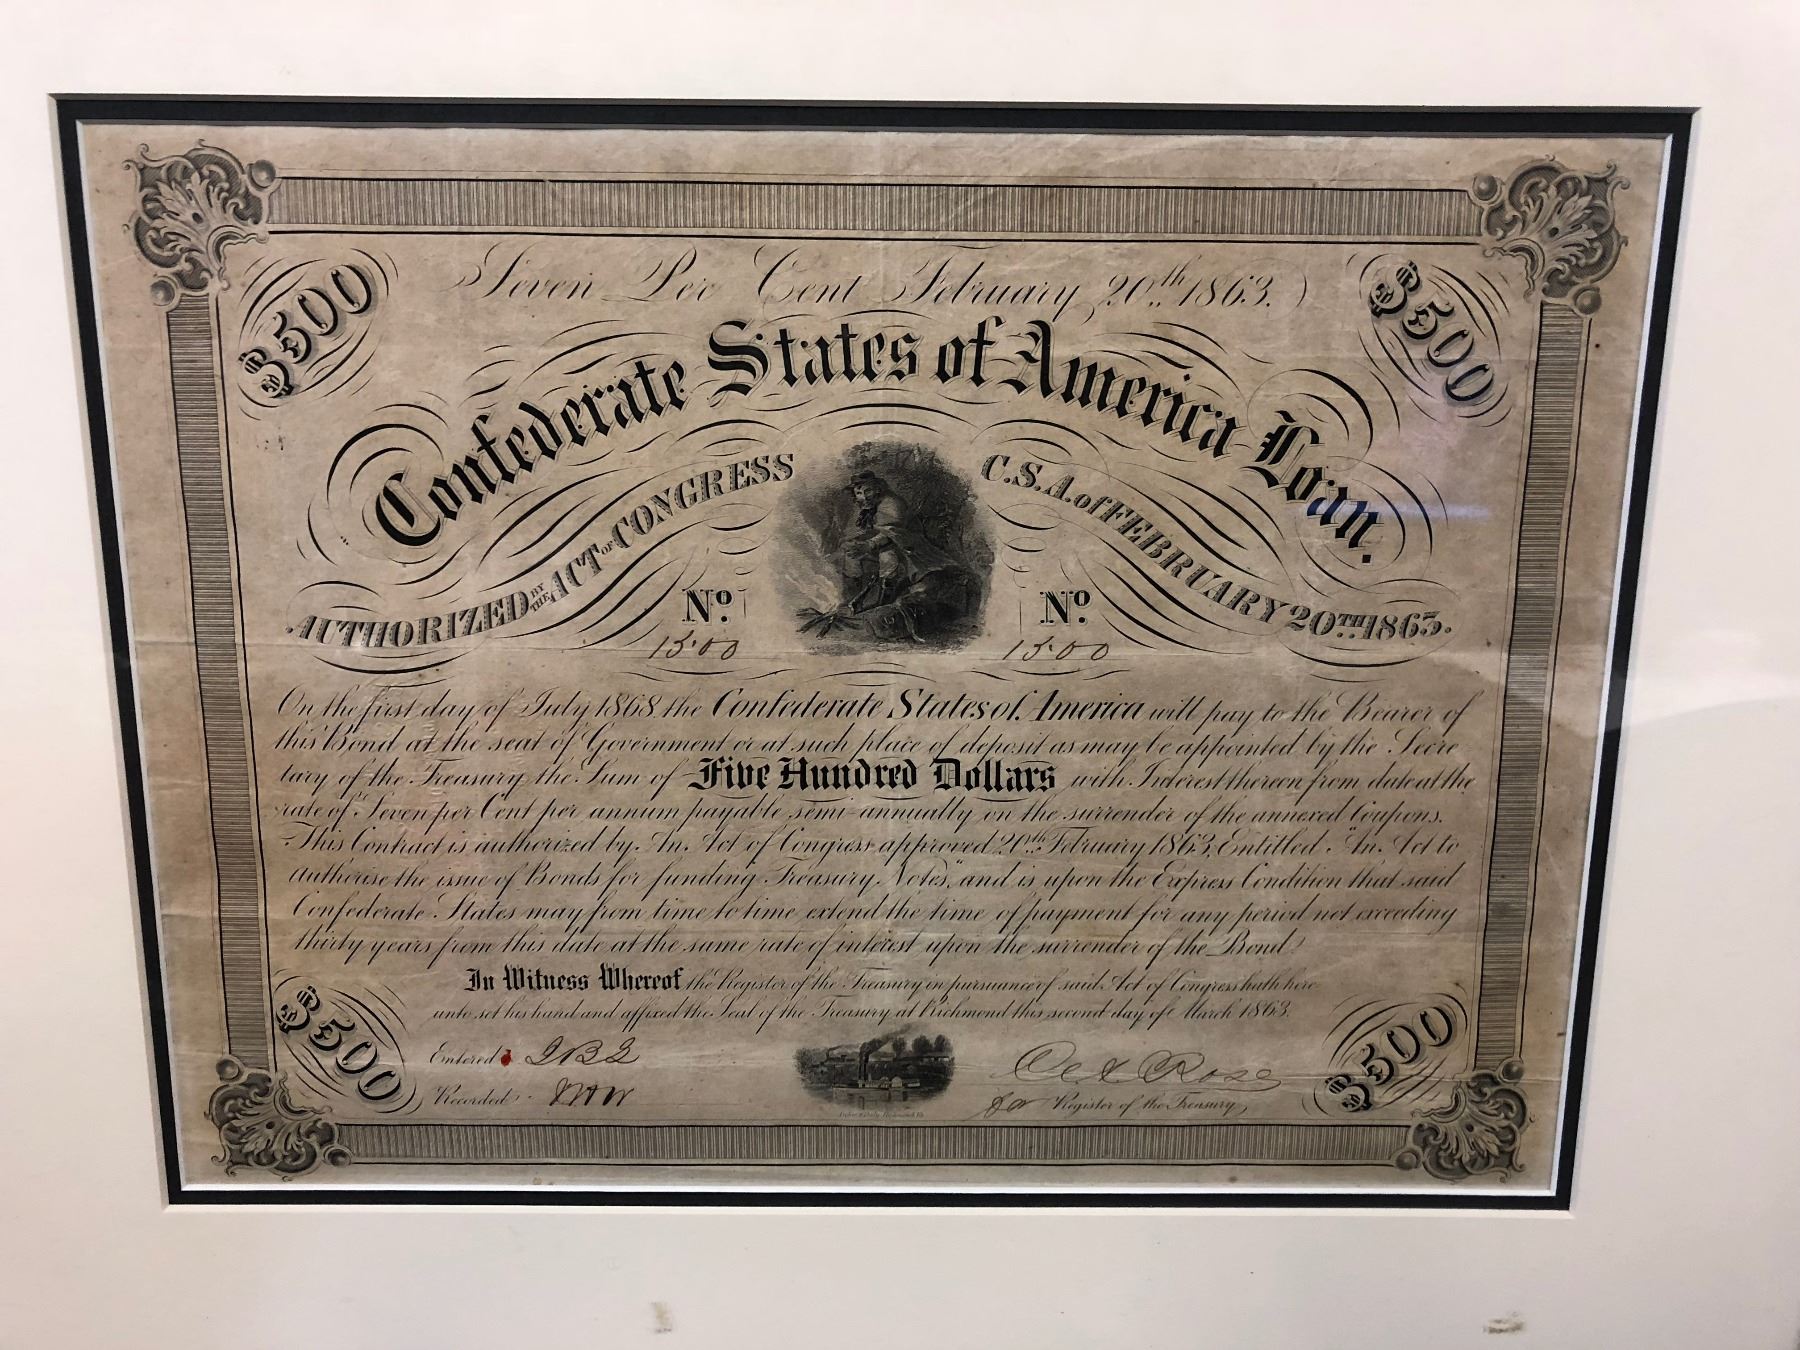 $500
Seven Per Cent February 20th. 1863.
$500
Confederate States of America Loan.
AUTHORIZED BY THE ACT OF CONGRESS
C.S.A. of FEBRUARY 20TH. 1863.
No. No.
1500 1500
On the first day of July 1868 the Confederate States of America will pay to the Bearer of
this Bond at the seat of Government or at such place of deposit as may be appointed by the Secre-
tary of the Treasury the Sum of Five Hundred Dollars with Interest thereon from date at the
rate of Seven per Cent per annum payable semi-annually on the surrender of the annexed Coupons.
This Contract is authorized by An Act of Congress approved 20th. February 1863, Entitled "An Act to
authorise the issue of Bonds for funding Treasury Notes", and is upon the Express Condition that said
Confederate States may from time to time extend the time of payment for any period not exceeding
thirty years from this date at the same rate of interest upon the surrender of the Bond.
In Witness Whereof the Register of the Treasury in pursuance of said Act of Congress hath here-
unto set his hand and affixed the Seal of the Treasury at Richmond this second day of March 1863.
$500
Entered
Recorded
Rose
for Register of the Treasury
$500